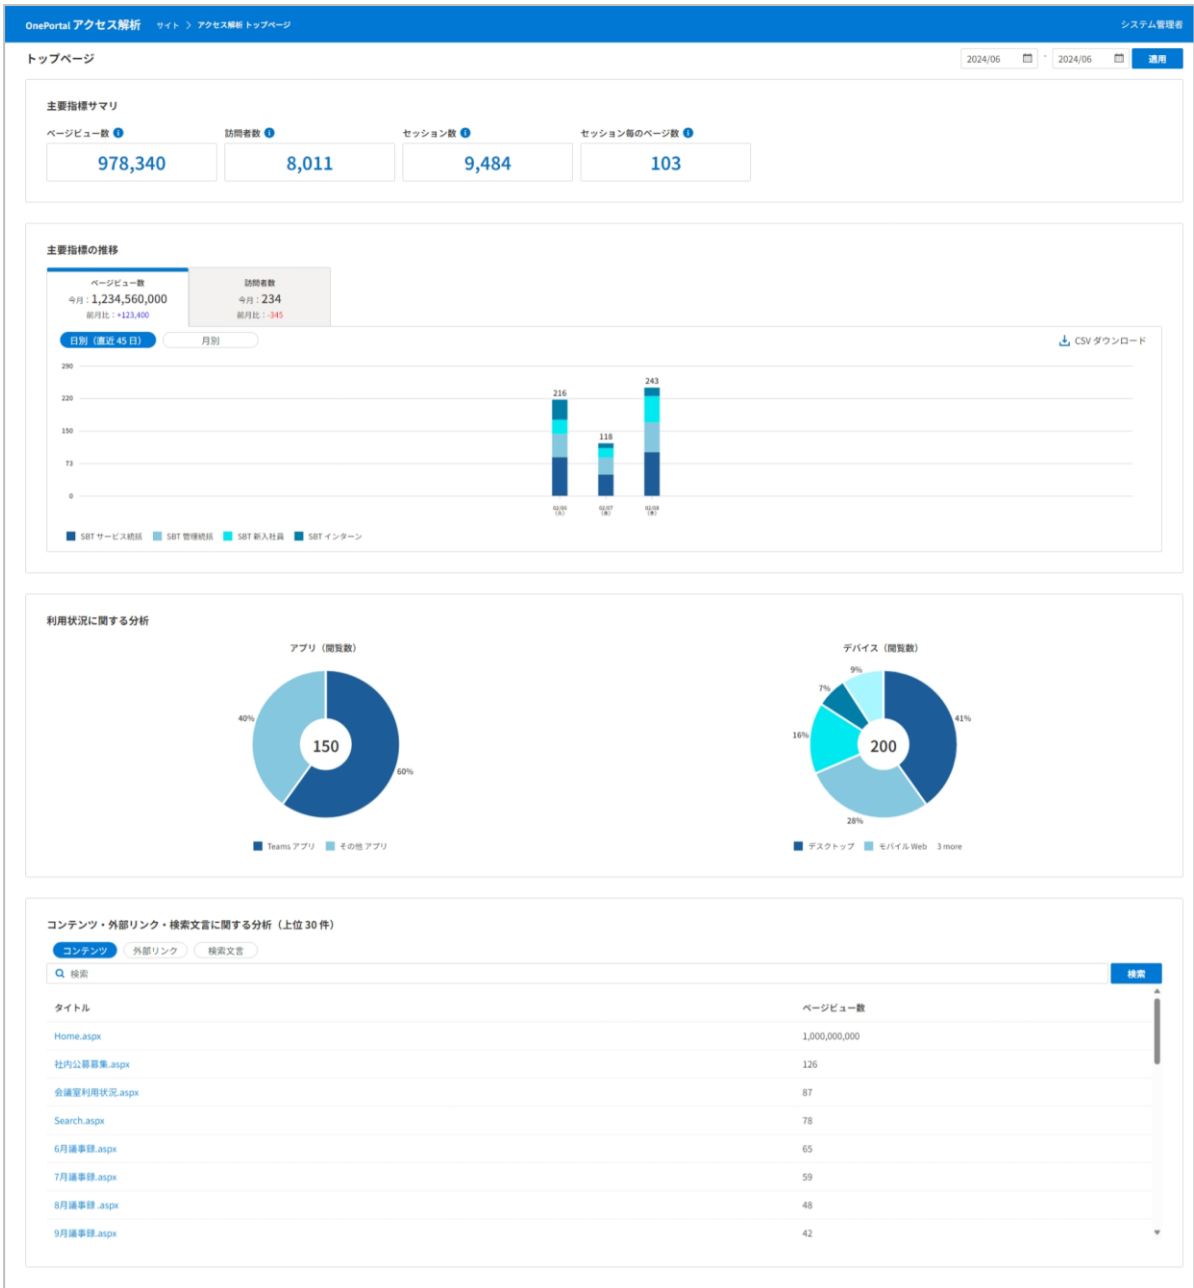 OnePortal アクセス解析 サイト > アクセス解析 トップページ システム管理者
トップページ 2024/06 - 2024/06 適用
主要指標サマリ
ページビュー数 訪問者数 セッション数 セッション毎のページ数
978,340 8,011 9,484 103
主要指標の推移
ページビュー数 訪問者数
今月：1,234,560,000 今月：234
前月比：+123,400 前月比：-345
日別（直近 45 日） 月別 CSV ダウンロード
290
243
220 216
150
118
73
0
SBT サービス統括 SBT 管理統括 SBT 新入社員 SBT インターン
利用状況に関する分析
アプリ（閲覧数） デバイス（閲覧数）
9%
7%
40% 41%
16%
150 200
60%
28%
Teams アプリ その他 アプリ デスクトップ モバイル Web 3 more
コンテンツ・外部リンク・検索文言に関する分析（上位 30 件）
コンテンツ 外部リンク 検索文言
検索 検索
タイトル ページビュー数
Home.aspx 1,000,000,000
社内公募募集.aspx 126
会議室利用状況.aspx 87
Search.aspx 78
6月議事録.aspx 65
7月議事録.aspx 59
8月議事録 .aspx 48
9月議事録.aspx 42